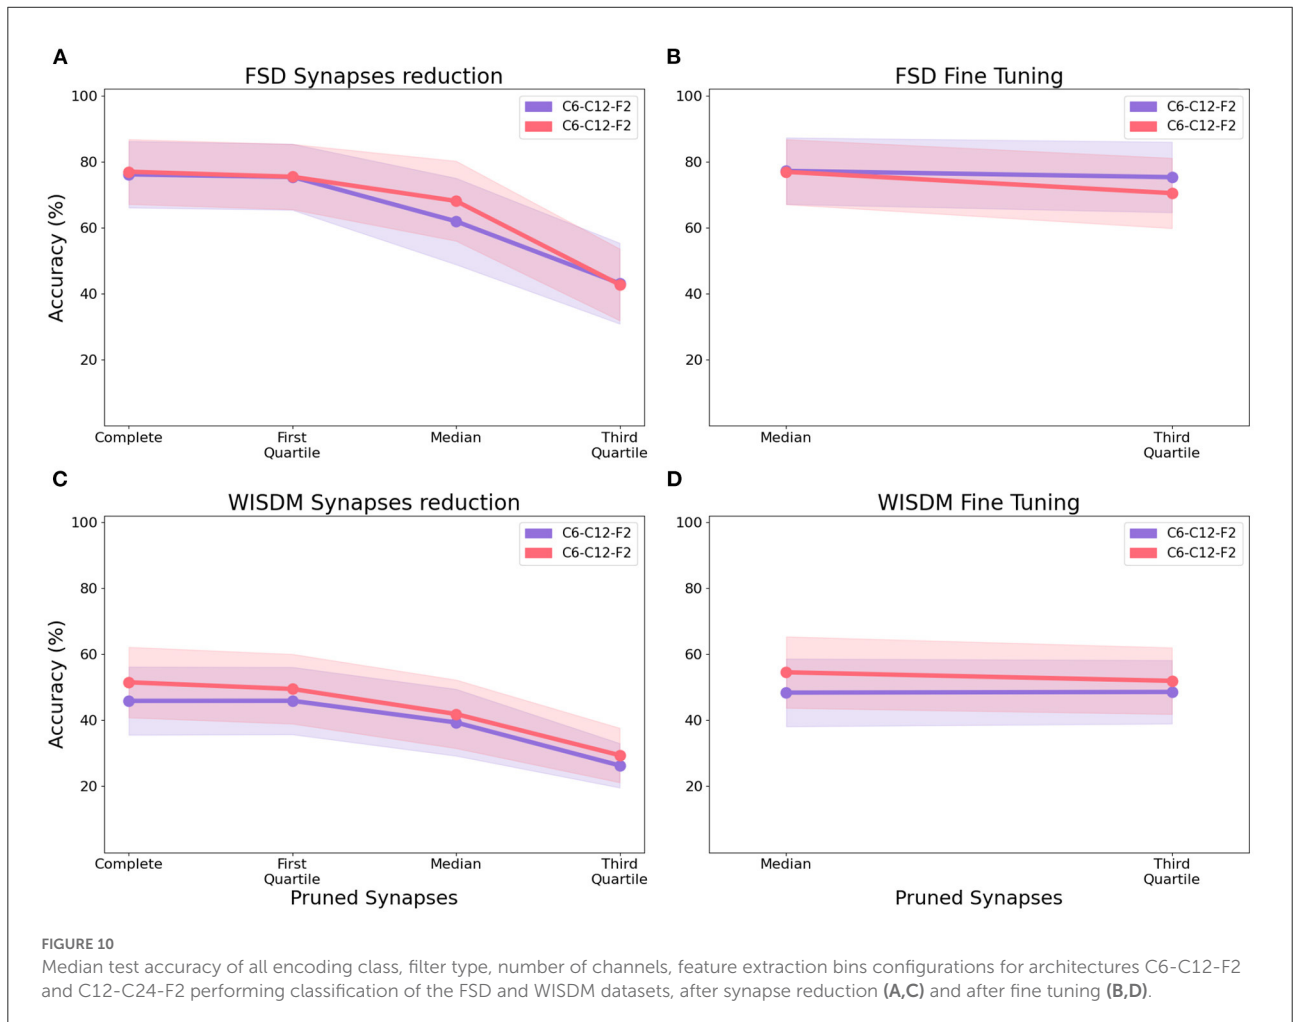 A
FSD Synapses reduction
100
80
60
40
20
Accuracy (%)
C6-C12-F2
C6-C12-F2
Complete
First
Quartile
Median
Third
Quartile
B
FSD Fine Tuning
100
80
60
40
20
C6-C12-F2
C6-C12-F2
Median
Third
Quartile
C
WISDM Synapses reduction
100
80
60
40
20
Accuracy (%)
C6-C12-F2
C6-C12-F2
Complete
First
Quartile
Median
Third
Quartile
Pruned Synapses
D
WISDM Fine Tuning
100
80
60
40
20
C6-C12-F2
C6-C12-F2
Median
Third
Quartile
Pruned Synapses
FIGURE 10
Median test accuracy of all encoding class, filter type, number of channels, feature extraction bins configurations for architectures C6-C12-F2
and C12-C24-F2 performing classification of the FSD and WISDM datasets, after synapse reduction (A,C) and after fine tuning (B,D).